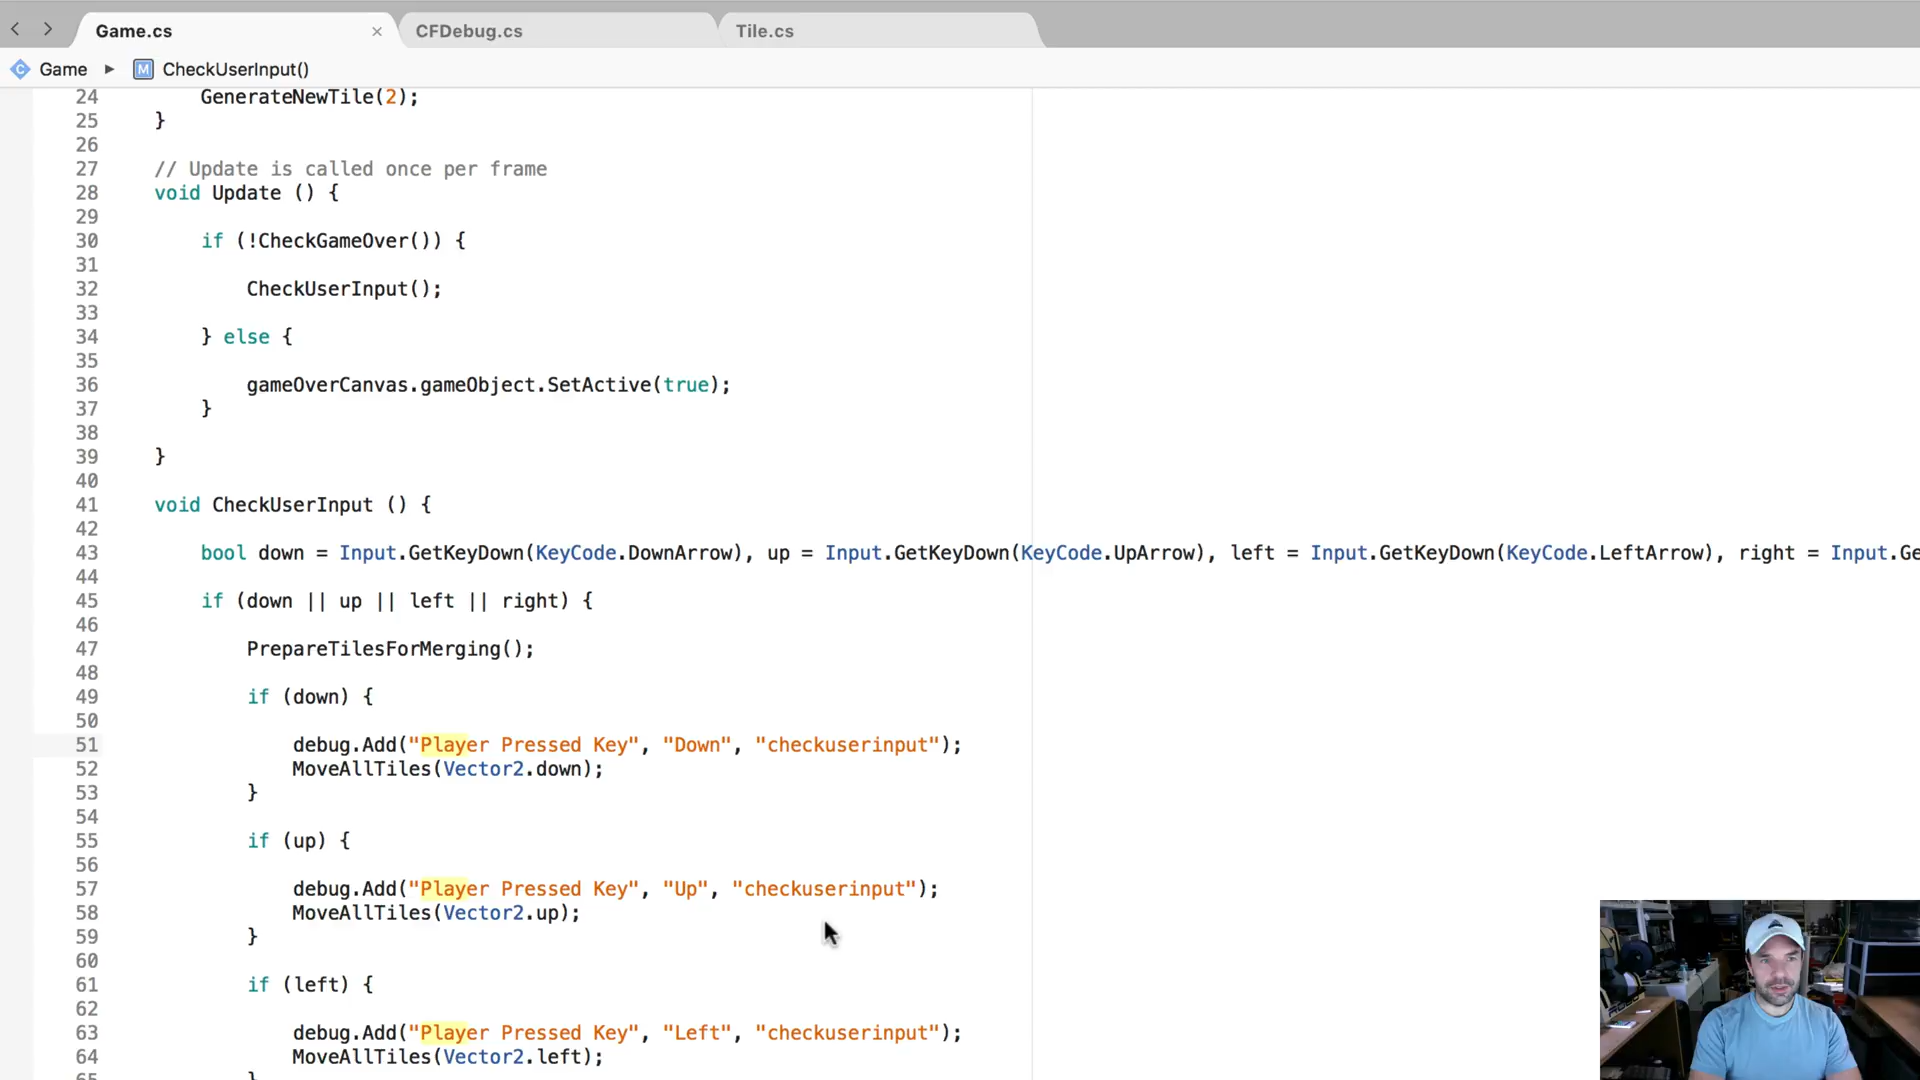 Game.cs
CFDebug.cs
Tile.cs
Game ▸ M CheckUserInput()
24 GenerateNewTile(2);
25 }
26
27 // Update is called once per frame
28 void Update () {
29
30 if (!CheckGameOver()) {
31
32 CheckUserInput();
33
34 } else {
35
36 gameOverCanvas.gameObject.SetActive(true);
37 }
38
39 }
40
41 void CheckUserInput () {
42
43 bool down = Input.GetKeyDown(KeyCode.DownArrow), up = Input.GetKeyDown(KeyCode.UpArrow), left = Input.GetKeyDown(KeyCode.LeftArrow), right = Input.Ge
44
45 if (down || up || left || right) {
46
47 PrepareTilesForMerging();
48
49 if (down) {
50
51 debug.Add("Player Pressed Key", "Down", "checkuserinput");
52 MoveAllTiles(Vector2.down);
53 }
54
55 if (up) {
56
57 debug.Add("Player Pressed Key", "Up", "checkuserinput");
58 MoveAllTiles(Vector2.up);
59 }
60
61 if (left) {
62
63 debug.Add("Player Pressed Key", "Left", "checkuserinput");
64 MoveAllTiles(Vector2.left);
65 }